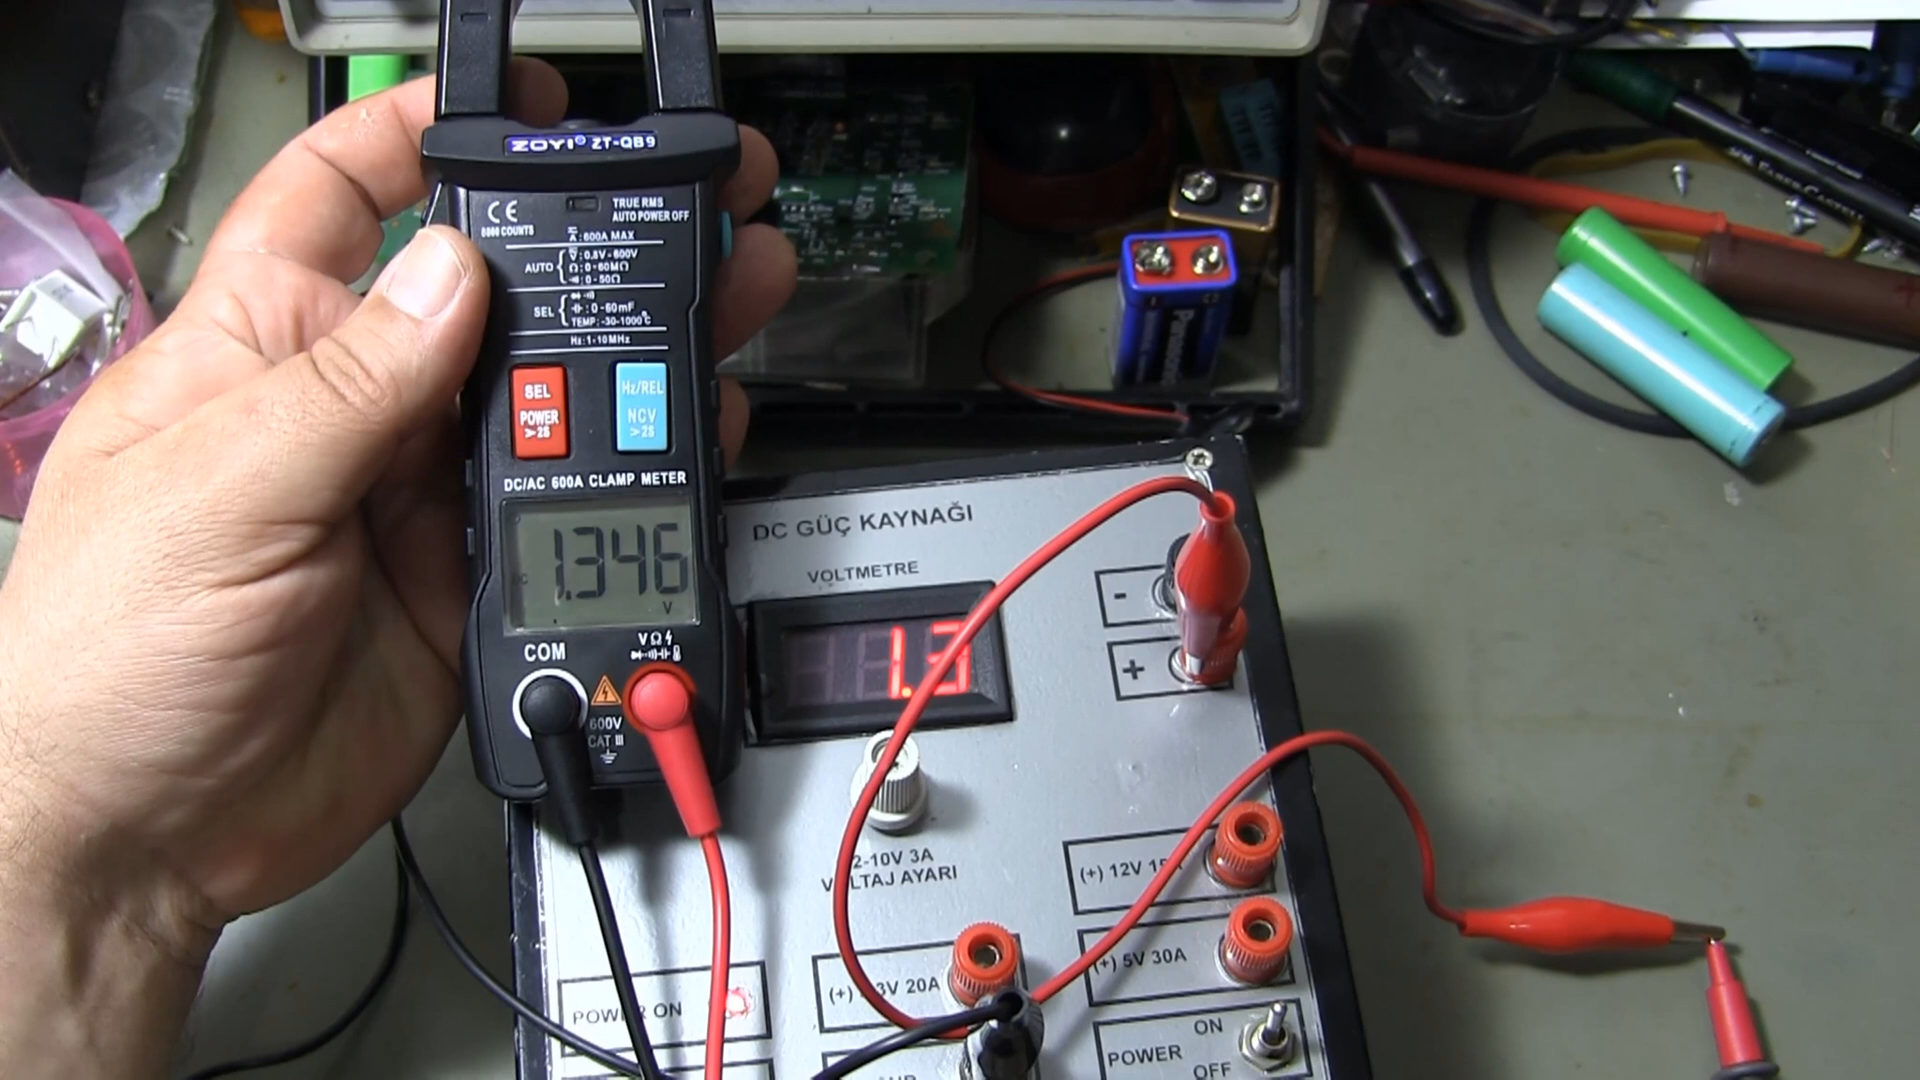 ZOYI® ZT-QB9
CE
TRUE RMS
AUTO POWER OFF
COUNTS
A:600A MAX
AUTO
V:0.8V-600V
Ω:0-60MΩ
:0-50Ω
SEL
:0-60mF
TEMP:-30-1000°C
Hz:1-10MHz
SEL
POWER
>2S
Hz/REL
NCV
>2S
DC/AC 600A CLAMP METER
1.346
V
COM
VΩ
600V
CAT III
DC GÜÇ KAYNAĞI
VOLTMETRE
1.3
-
+
2-10V 3A
VOLTAJ AYARI
(+) 12V
(+) 5V 30A
(+) 3V 20A
POWER ON
ON
POWER
OFF
Panasonic
FABER-CASTELL